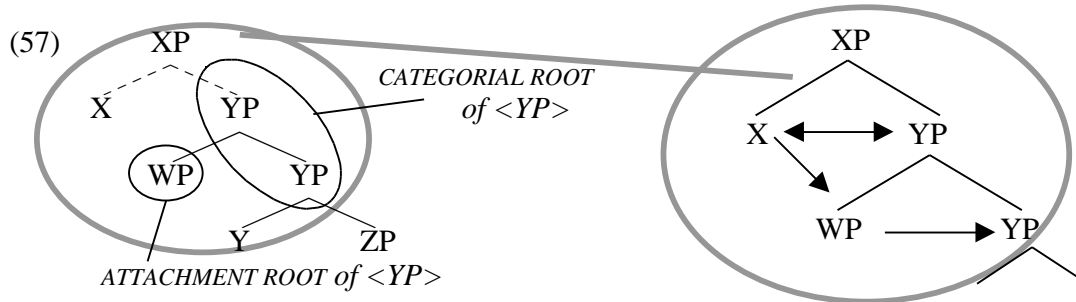 (57)
XP
X YP
CATEGORIAL ROOT
of <YP>
WP YP
Y ZP
ATTACHMENT ROOT of <YP>
XP
X YP
WP YP